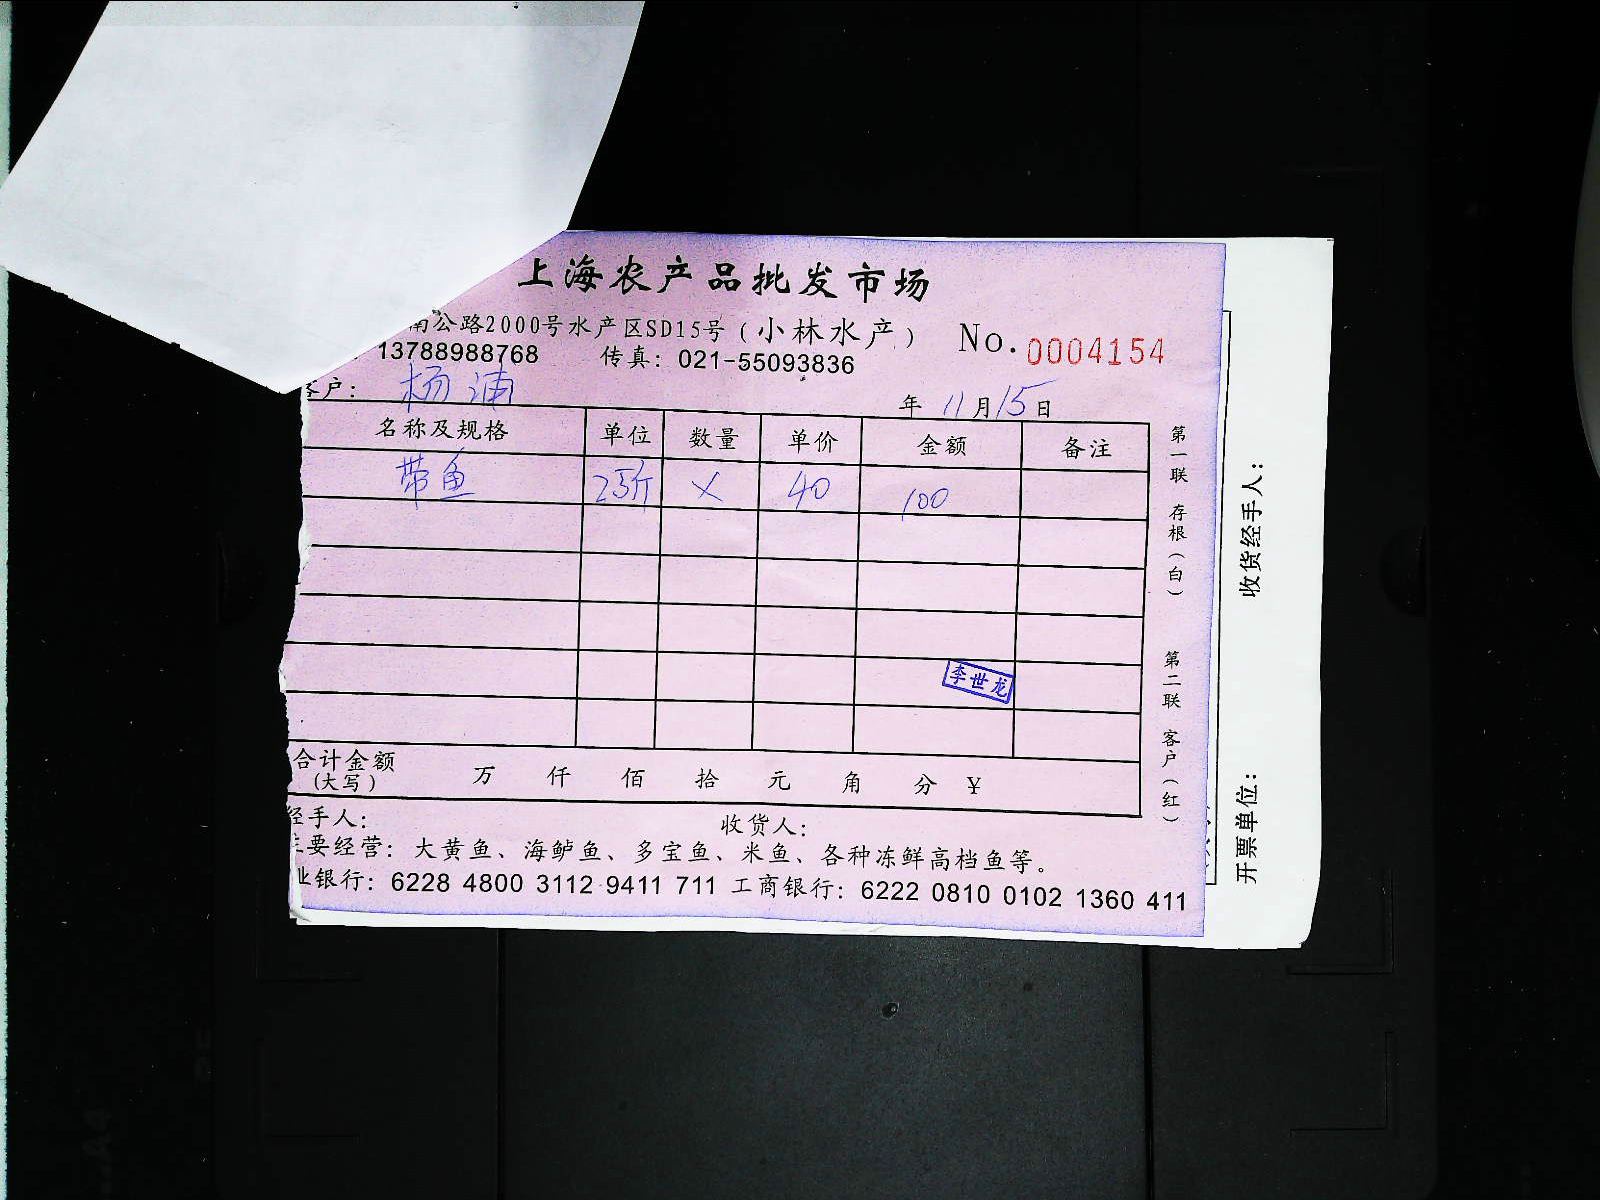 上海农产品批发市场
南公路2000号水产区SD15号(小林水产) No.0004154
13788988768 传真：021-55093836
客户： 杨浦 年 11月15日
名称及规格 单位 数量 单价 金额 备注
带鱼 25斤 × 40 100
李世龙
合计金额(大写) 万 仟 佰 拾 元 角 分 ￥
经手人： 收货人：
主要经营：大黄鱼、海鲈鱼、多宝鱼、米鱼、各种冻鲜高档鱼等。
业银行：6228 4800 3112 9411 711 工商银行：6222 0810 0102 1360 411
第一联 存根(白)
第二联 客户(红)
收货经手人：
开票单位：